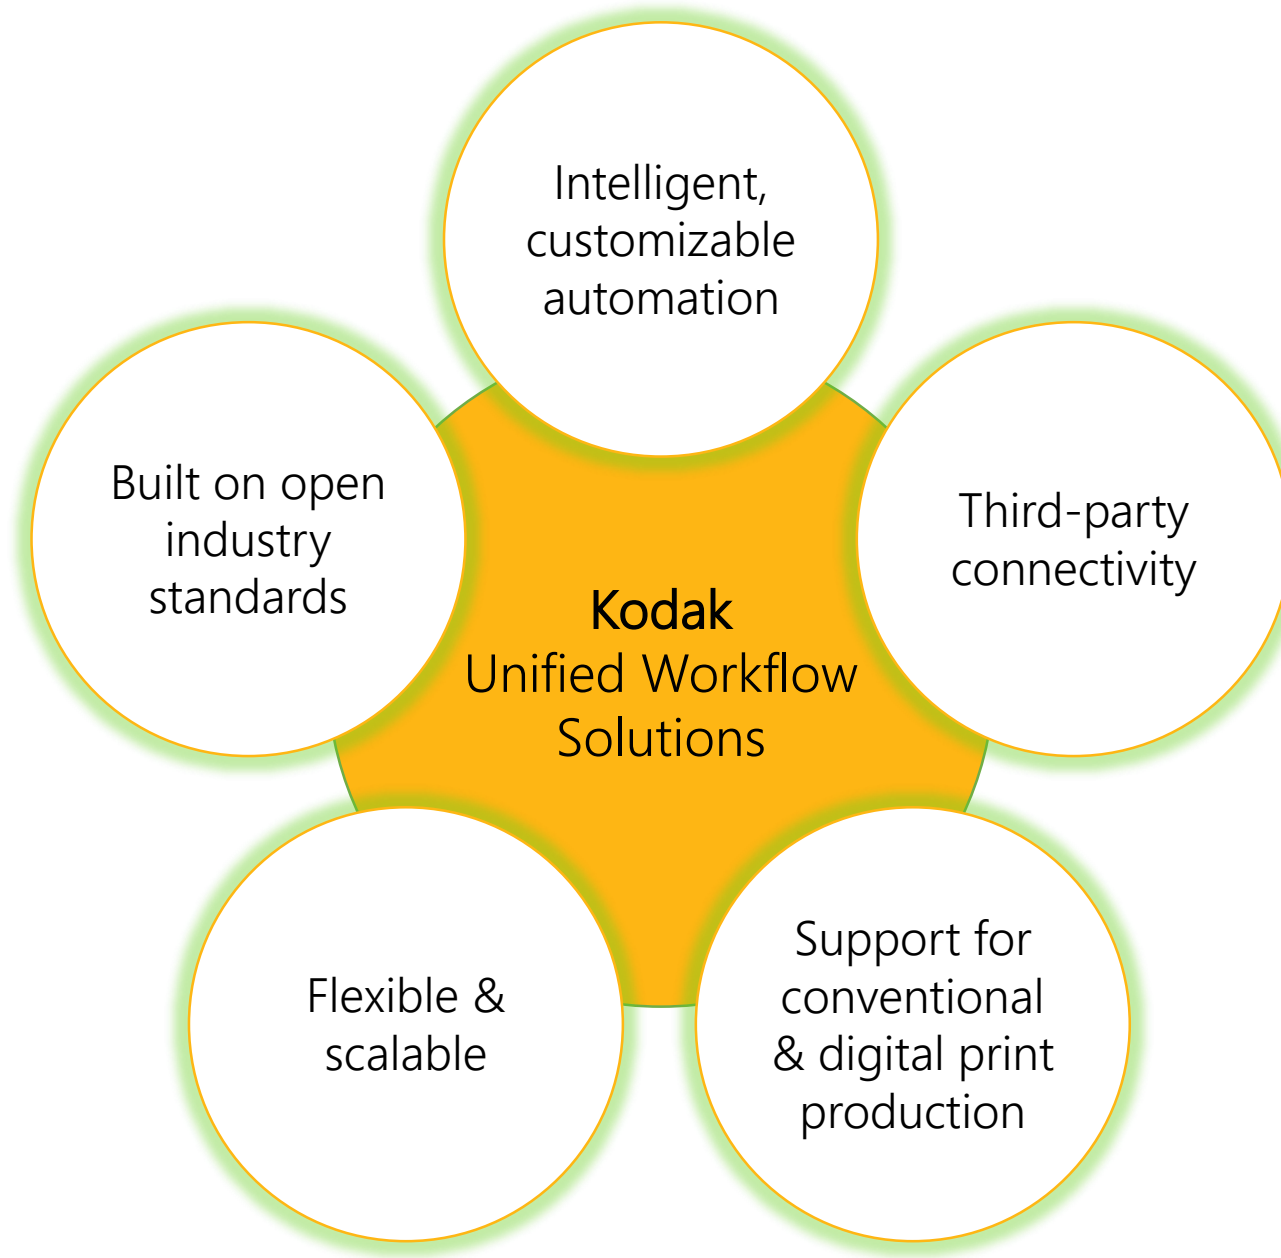 Intelligent,
customizable
automation
Built on open
industry
standards
Third-party
connectivity
Kodak
Unified Workflow
Solutions
Flexible &
scalable
Support for
conventional
& digital print
production